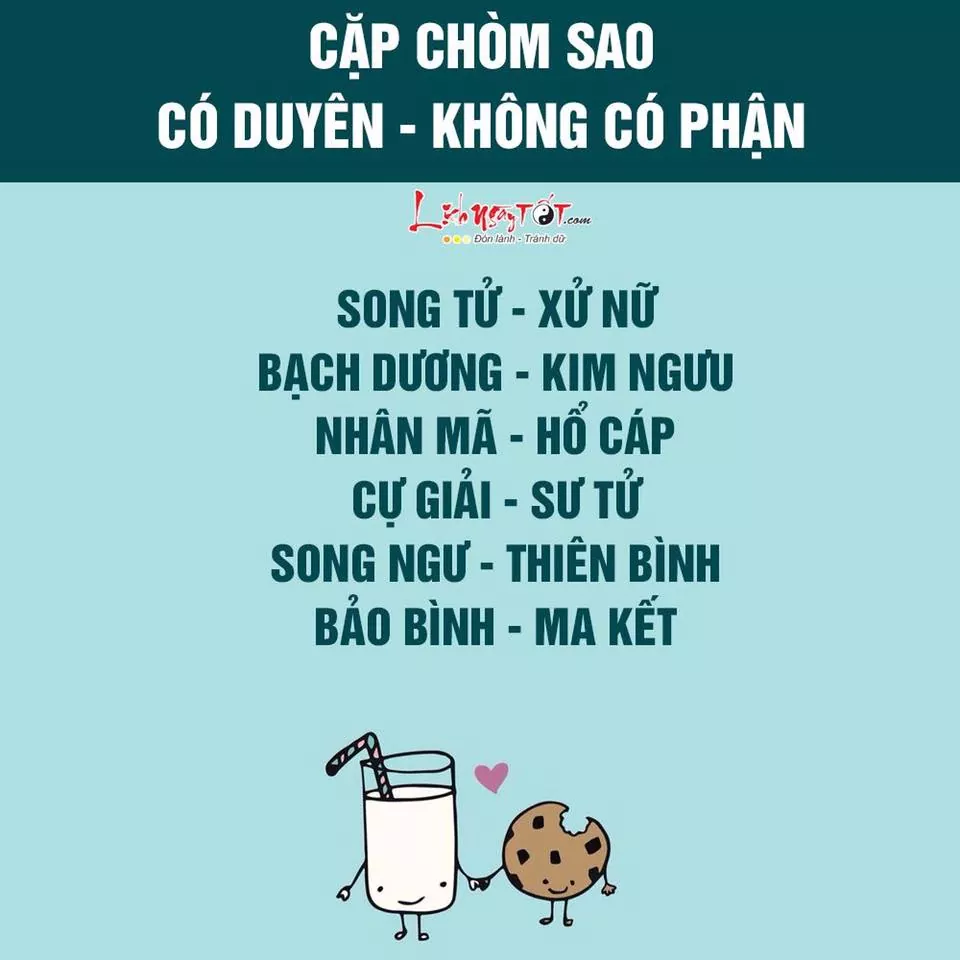 CẶP CHÒM SAO
CÓ DUYÊN - KHÔNG CÓ PHẬN
LịchNgàyTỐT.com
Đón lành - Tránh dữ
SONG TỬ - XỬ NỮ
BẠCH DƯƠNG - KIM NGƯU
NHÂN MÃ - HỔ CÁP
CỰ GIẢI - SƯ TỬ
SONG NGƯ - THIÊN BÌNH
BẢO BÌNH - MA KẾT